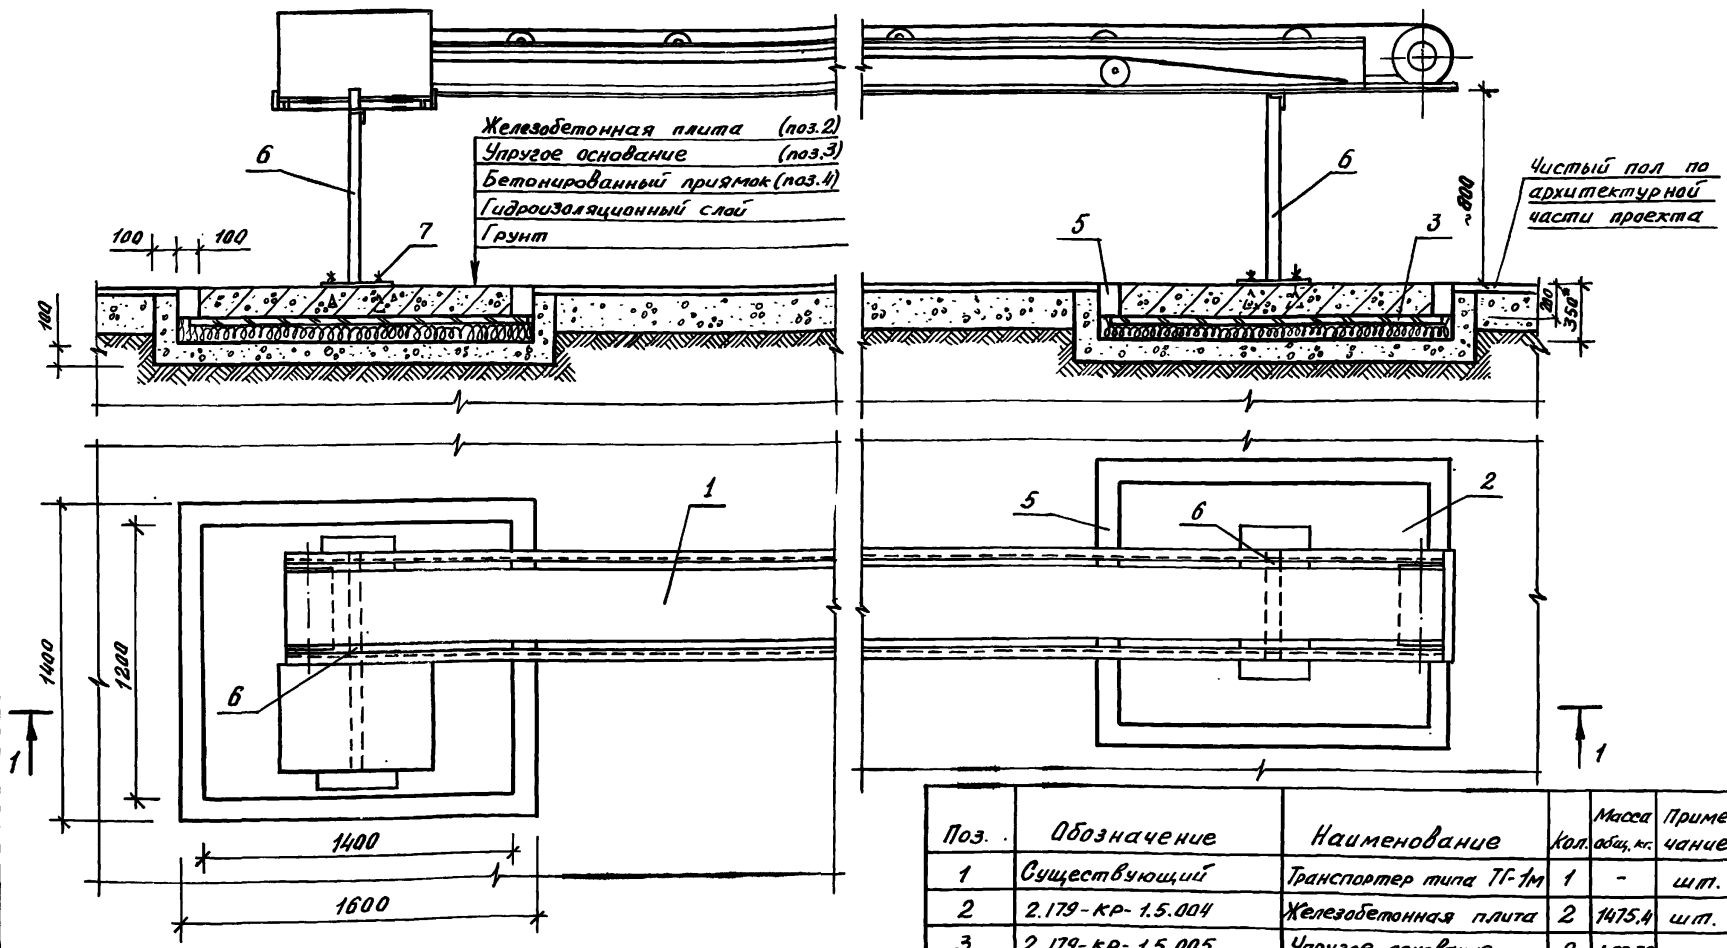 Железобетонная плита (поз.2)
Упругое основание (поз.3)
Бетонированный приямок (поз.4)
Гидроизоляционный слой
Грунт
6
6
7
5
3
100
100
100
~800
200
350*
Чистый пол по
архитектурной
части проекта
1
5
6
2
6
1400
1200
1400
1600
1
1
Поз. Обозначение Наименование Кол. Масса общ, кг. Приме чание
1 Существующий Транспортер типа ТГ-1м 1 - шт.
2 2.179-КР-1.5.004 Железобетонная плита 2 1475,4 шт.
3 2.179-КР-1.5.005 Упругое основание 2